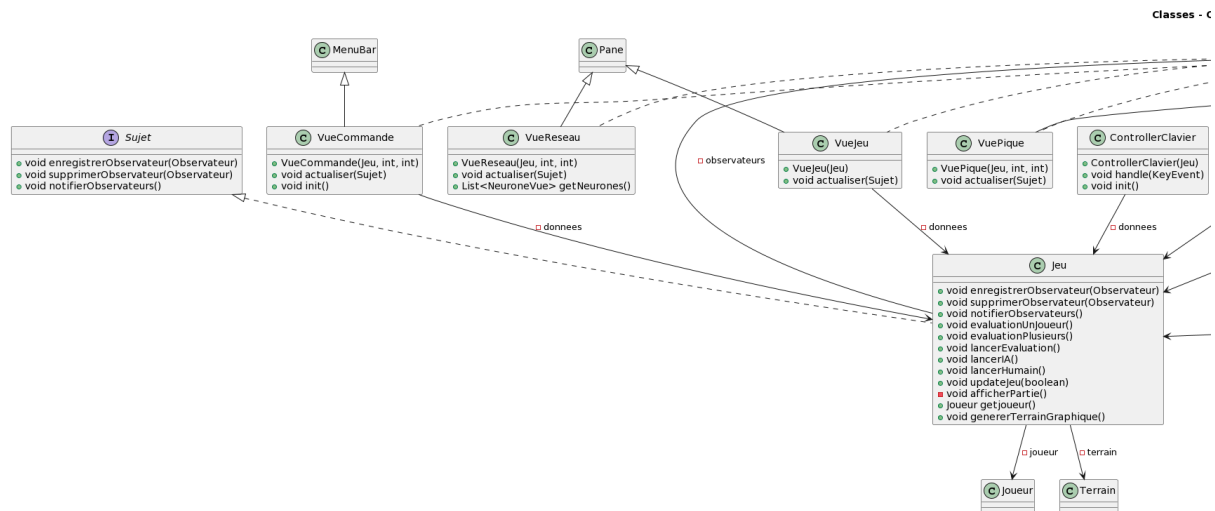 Classes - C
C MenuBar
C Pane
I Sujet
void enregistrerObservateur(Observateur)
void supprimerObservateur(Observateur)
void notifierObservateurs()
C VueCommande
VueCommande(Jeu, int, int)
void actualiser(Sujet)
void init()
C VueReseau
VueReseau(Jeu, int, int)
void actualiser(Sujet)
List<NeuroneVue> getNeurones()
observateurs
C VueJeu
VueJeu(Jeu)
void actualiser(Sujet)
C VuePique
VuePique(Jeu, int, int)
void actualiser(Sujet)
C ControllerClavier
ControllerClavier(Jeu)
void handle(KeyEvent)
void init()
donnees
donnees
donnees
C Jeu
void enregistrerObservateur(Observateur)
void supprimerObservateur(Observateur)
void notifierObservateurs()
void evaluationUnJoueur()
void evaluationPlusieurs()
void lancerEvaluation()
void lancerIA()
void lancerHumain()
void updateJeu(boolean)
void afficherPartie()
Joueur getjoueur()
void genererTerrainGraphique()
joueur
terrain
C Joueur
C Terrain